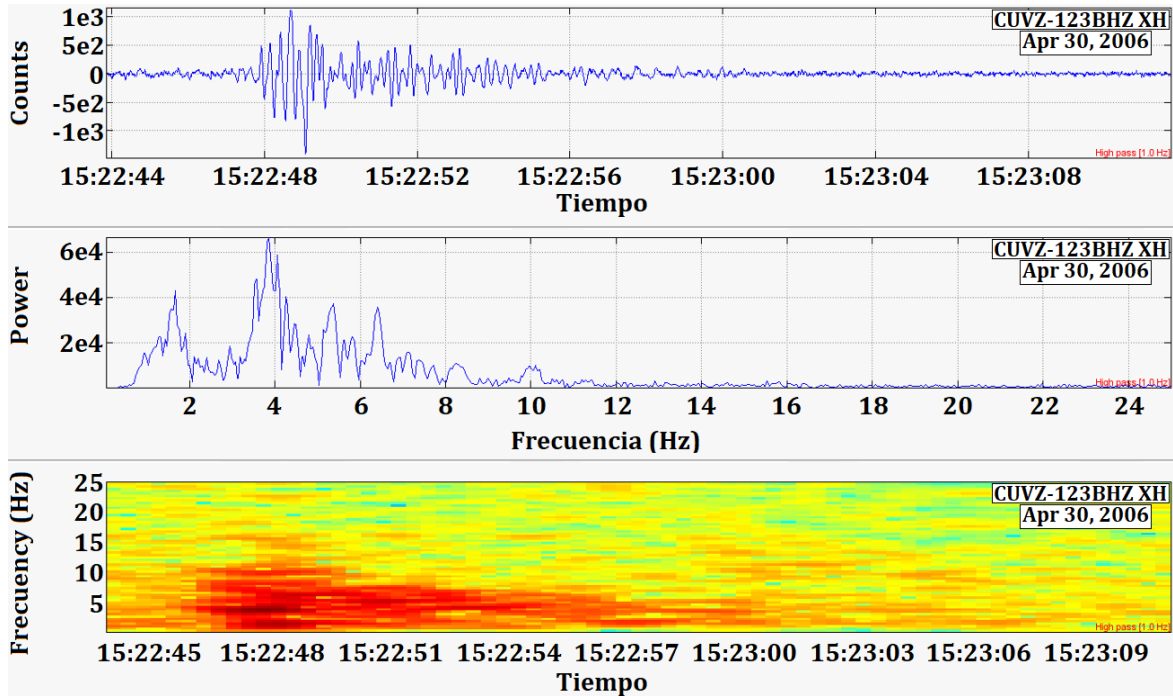 Counts
1e3
5e2
0
-5e2
-1e3
CUVZ-123BHZ XH
Apr 30, 2006
High pass [1.0 Hz]
15:22:44 15:22:48 15:22:52 15:22:56 15:23:00 15:23:04 15:23:08
Tiempo
Power
6e4
4e4
2e4
CUVZ-123BHZ XH
Apr 30, 2006
High pass [1.0 Hz]
2 4 6 8 10 12 14 16 18 20 22 24
Frecuencia (Hz)
Frecuency (Hz)
25
20
15
10
5
CUVZ-123BHZ XH
Apr 30, 2006
High pass [1.0 Hz]
15:22:45 15:22:48 15:22:51 15:22:54 15:22:57 15:23:00 15:23:03 15:23:06 15:23:09
Tiempo